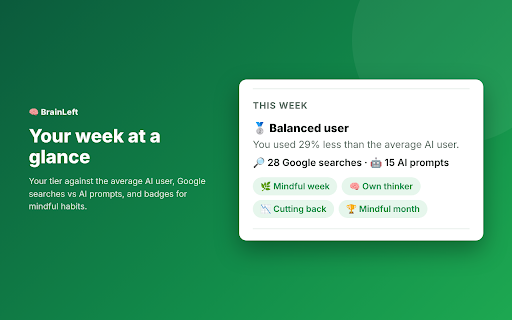 🧠 BrainLeft
Your week at a
glance
Your tier against the average AI user, Google
searches vs AI prompts, and badges for
mindful habits.
THIS WEEK
🥈 Balanced user
You used 29% less than the average AI user.
🔎 28 Google searches · 🤖 15 AI prompts
🌿 Mindful week 🧠 Own thinker
📉 Cutting back 🏆 Mindful month